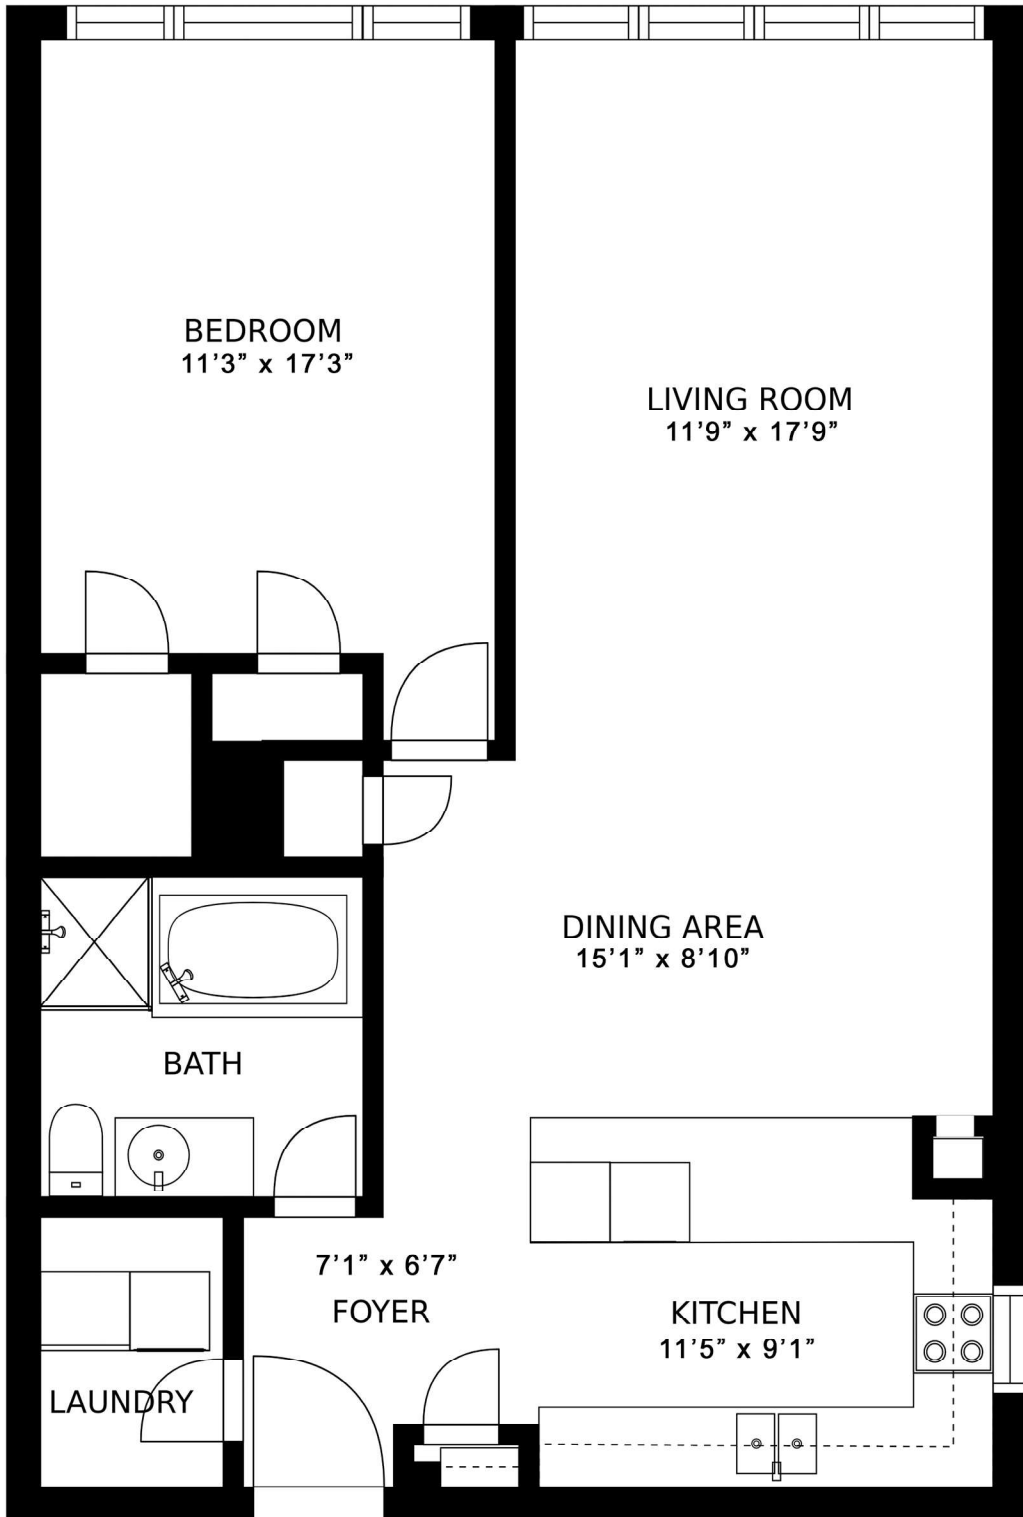 BEDROOM
11’3” x 17’3”
LIVING ROOM
11’9” x 17’9”
DINING AREA
15’1” x 8’10”
BATH
7’1” x 6’7”
FOYER
KITCHEN
11’5” x 9’1”
LAUNDRY